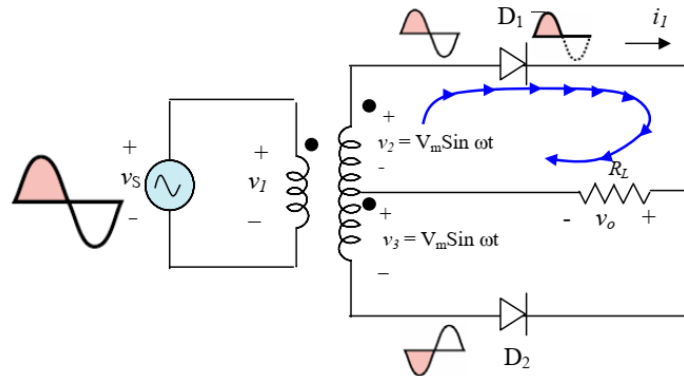 D₁
i₁
+
v₂ = VₘSin ωt
-
+
vS
−
+
v₁
−
RL
- vₒ +
+
v₃ = VₘSin ωt
−
D₂